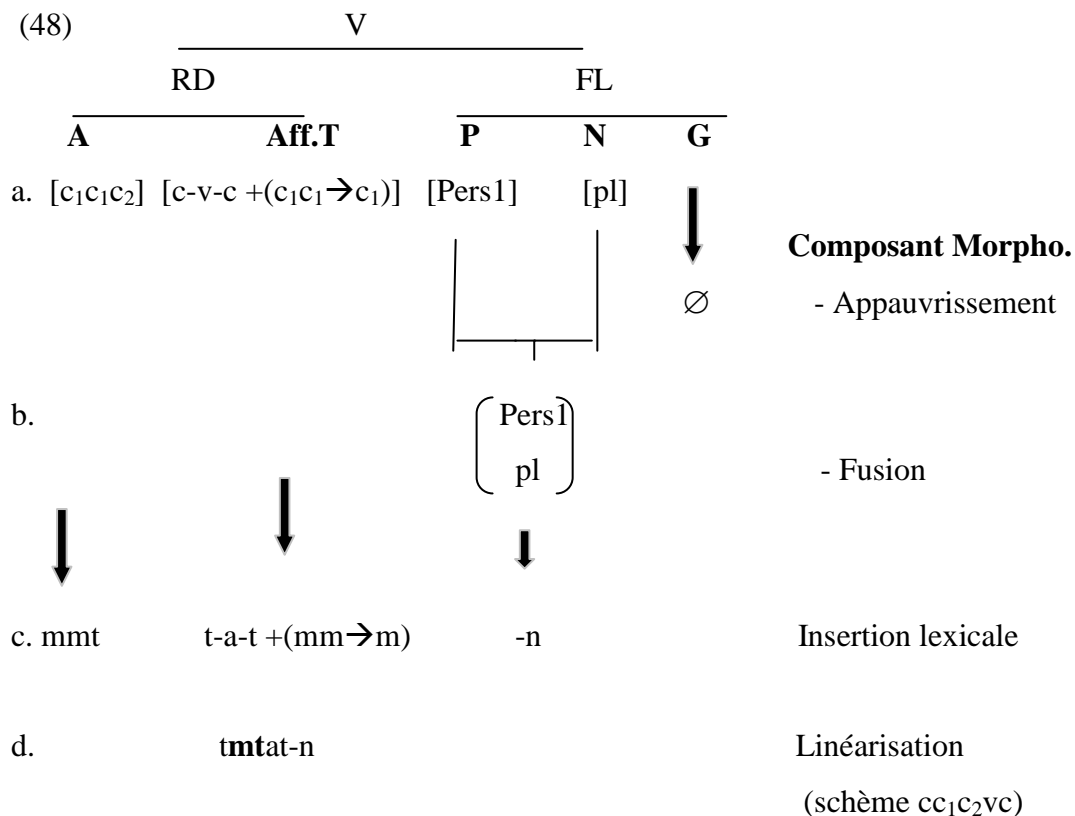 (48) V
RD FL
A Aff.T P N G
a. [c₁c₁c₂] [c-v-c +(c₁c₁→c₁)] [Pers1] [pl]
Composant Morpho.
∅ - Appauvrissement
b. Pers1
pl - Fusion
c. mmt t-a-t +(mm→m) -n Insertion lexicale
d. tmtat-n Linéarisation
(schème cc₁c₂vc)